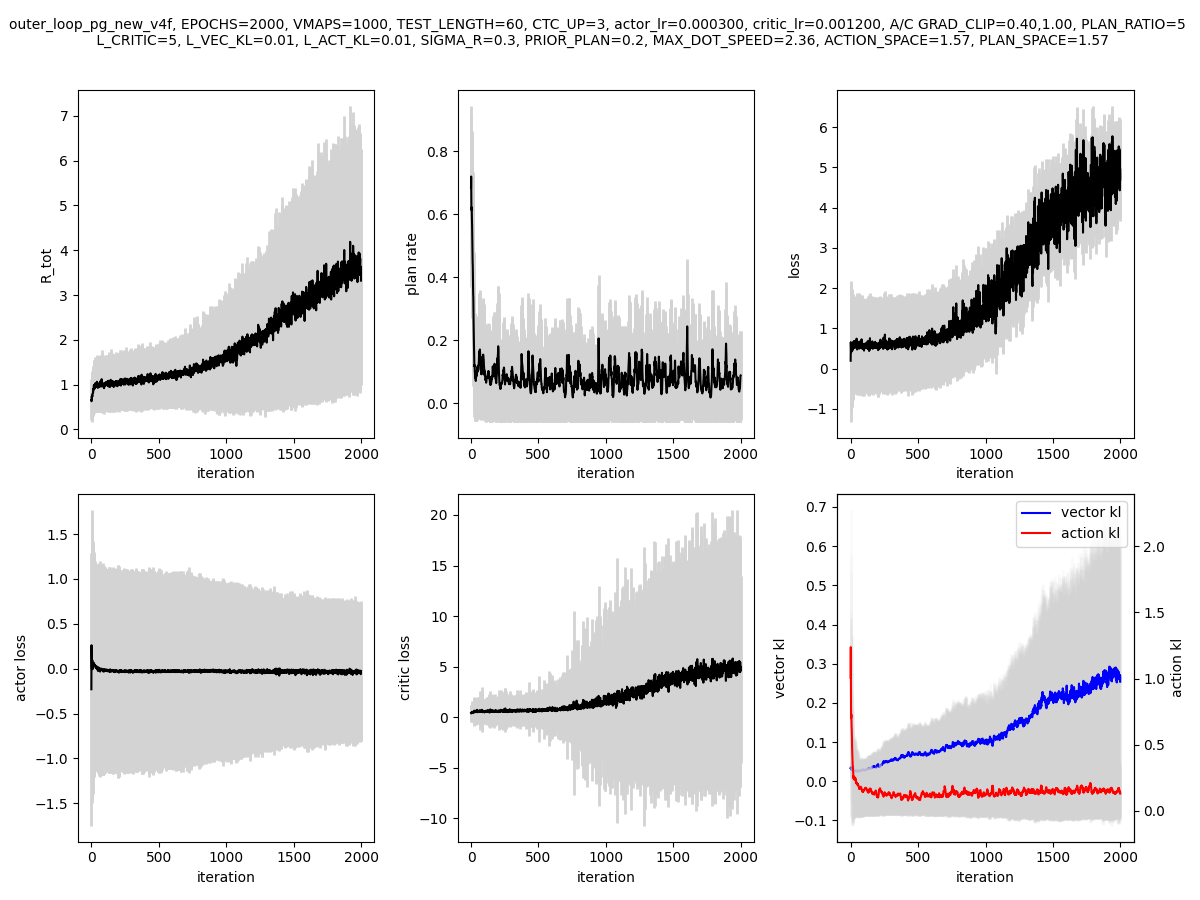 outer_loop_pg_new_v4f, EPOCHS=2000, VMAPS=1000, TEST_LENGTH=60, CTC_UP=3, actor_lr=0.000300, critic_lr=0.001200, A/C GRAD_CLIP=0.40,1.00, PLAN_RATIO=5
L_CRITIC=5, L_VEC_KL=0.01, L_ACT_KL=0.01, SIGMA_R=0.3, PRIOR_PLAN=0.2, MAX_DOT_SPEED=2.36, ACTION_SPACE=1.57, PLAN_SPACE=1.57
R_tot
7
6
5
4
3
2
1
0
0 500 1000 1500 2000
iteration
plan rate
0.8
0.6
0.4
0.2
0.0
0 500 1000 1500 2000
iteration
loss
6
5
4
3
2
1
0
−1
0 500 1000 1500 2000
iteration
actor loss
1.5
1.0
0.5
0.0
−0.5
−1.0
−1.5
0 500 1000 1500 2000
iteration
critic loss
20
15
10
5
0
−5
−10
0 500 1000 1500 2000
iteration
vector kl
0.7
0.6
0.5
0.4
0.3
0.2
0.1
0.0
−0.1
vector kl
action kl
2.0
1.5
1.0
0.5
0.0
action kl
0 500 1000 1500 2000
iteration